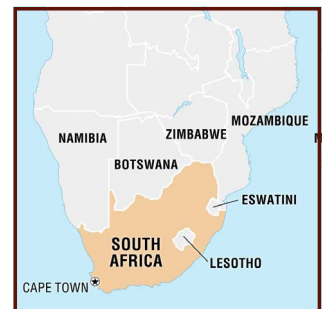 MOZAMBIQUE
NAMIBIA
ZIMBABWE
M
BOTSWANA
ESWATINI
SOUTH
AFRICA
LESOTHO
CAPE TOWN